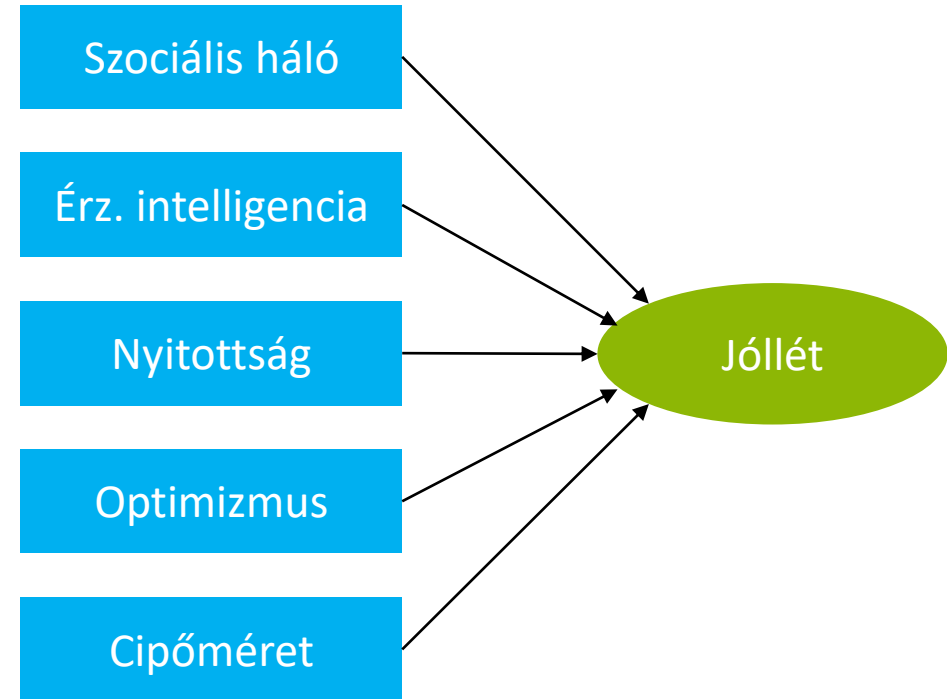 Szociális háló
Érz. intelligencia
Nyitottság
Jóllét
Optimizmus
Cipőméret